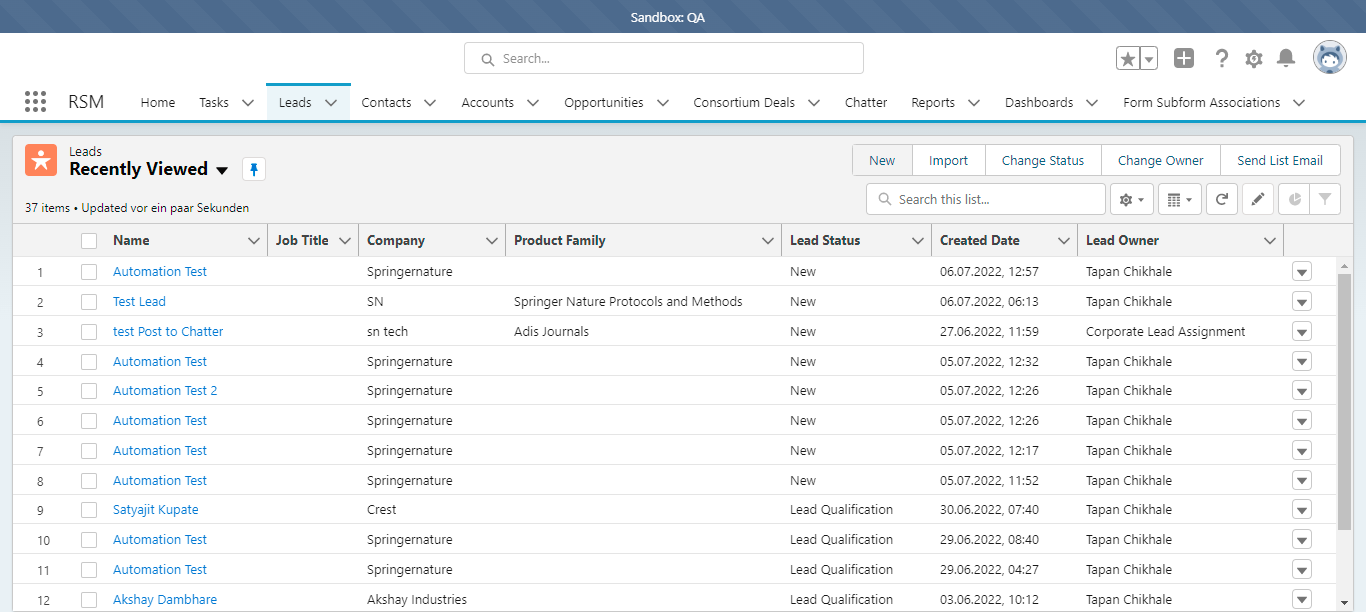 Sandbox: QA
Search...
RSM Home Tasks Leads Contacts Accounts Opportunities Consortium Deals Chatter Reports Dashboards Form Subform Associations
Leads
Recently Viewed
New Import Change Status Change Owner Send List Email
37 items • Updated vor ein paar Sekunden
Search this list...
Name Job Title Company Product Family Lead Status Created Date Lead Owner
1 Automation Test Springernature New 06.07.2022, 12:57 Tapan Chikhale
2 Test Lead SN Springer Nature Protocols and Methods New 06.07.2022, 06:13 Tapan Chikhale
3 test Post to Chatter sn tech Adis Journals New 27.06.2022, 11:59 Corporate Lead Assignment
4 Automation Test Springernature New 05.07.2022, 12:32 Tapan Chikhale
5 Automation Test 2 Springernature New 05.07.2022, 12:26 Tapan Chikhale
6 Automation Test Springernature New 05.07.2022, 12:26 Tapan Chikhale
7 Automation Test Springernature New 05.07.2022, 12:17 Tapan Chikhale
8 Automation Test Springernature New 05.07.2022, 11:52 Tapan Chikhale
9 Satyajit Kupate Crest Lead Qualification 30.06.2022, 07:40 Tapan Chikhale
10 Automation Test Springernature Lead Qualification 29.06.2022, 08:40 Tapan Chikhale
11 Automation Test Springernature Lead Qualification 29.06.2022, 04:27 Tapan Chikhale
12 Akshay Dambhare Akshay Industries Lead Qualification 03.06.2022, 10:12 Tapan Chikhale